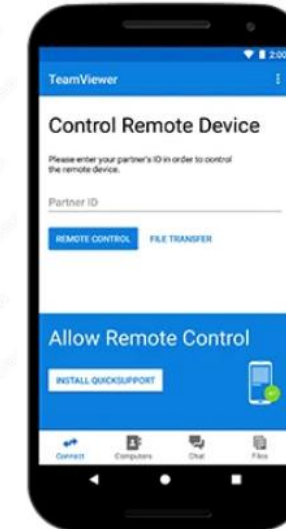 2:00
TeamViewer
Control Remote Device
Please enter your partner's ID in order to control
the remote device.
Partner ID
REMOTE CONTROL FILE TRANSFER
Allow Remote Control
INSTALL QUICKSUPPORT
Connect Computers Chat Files